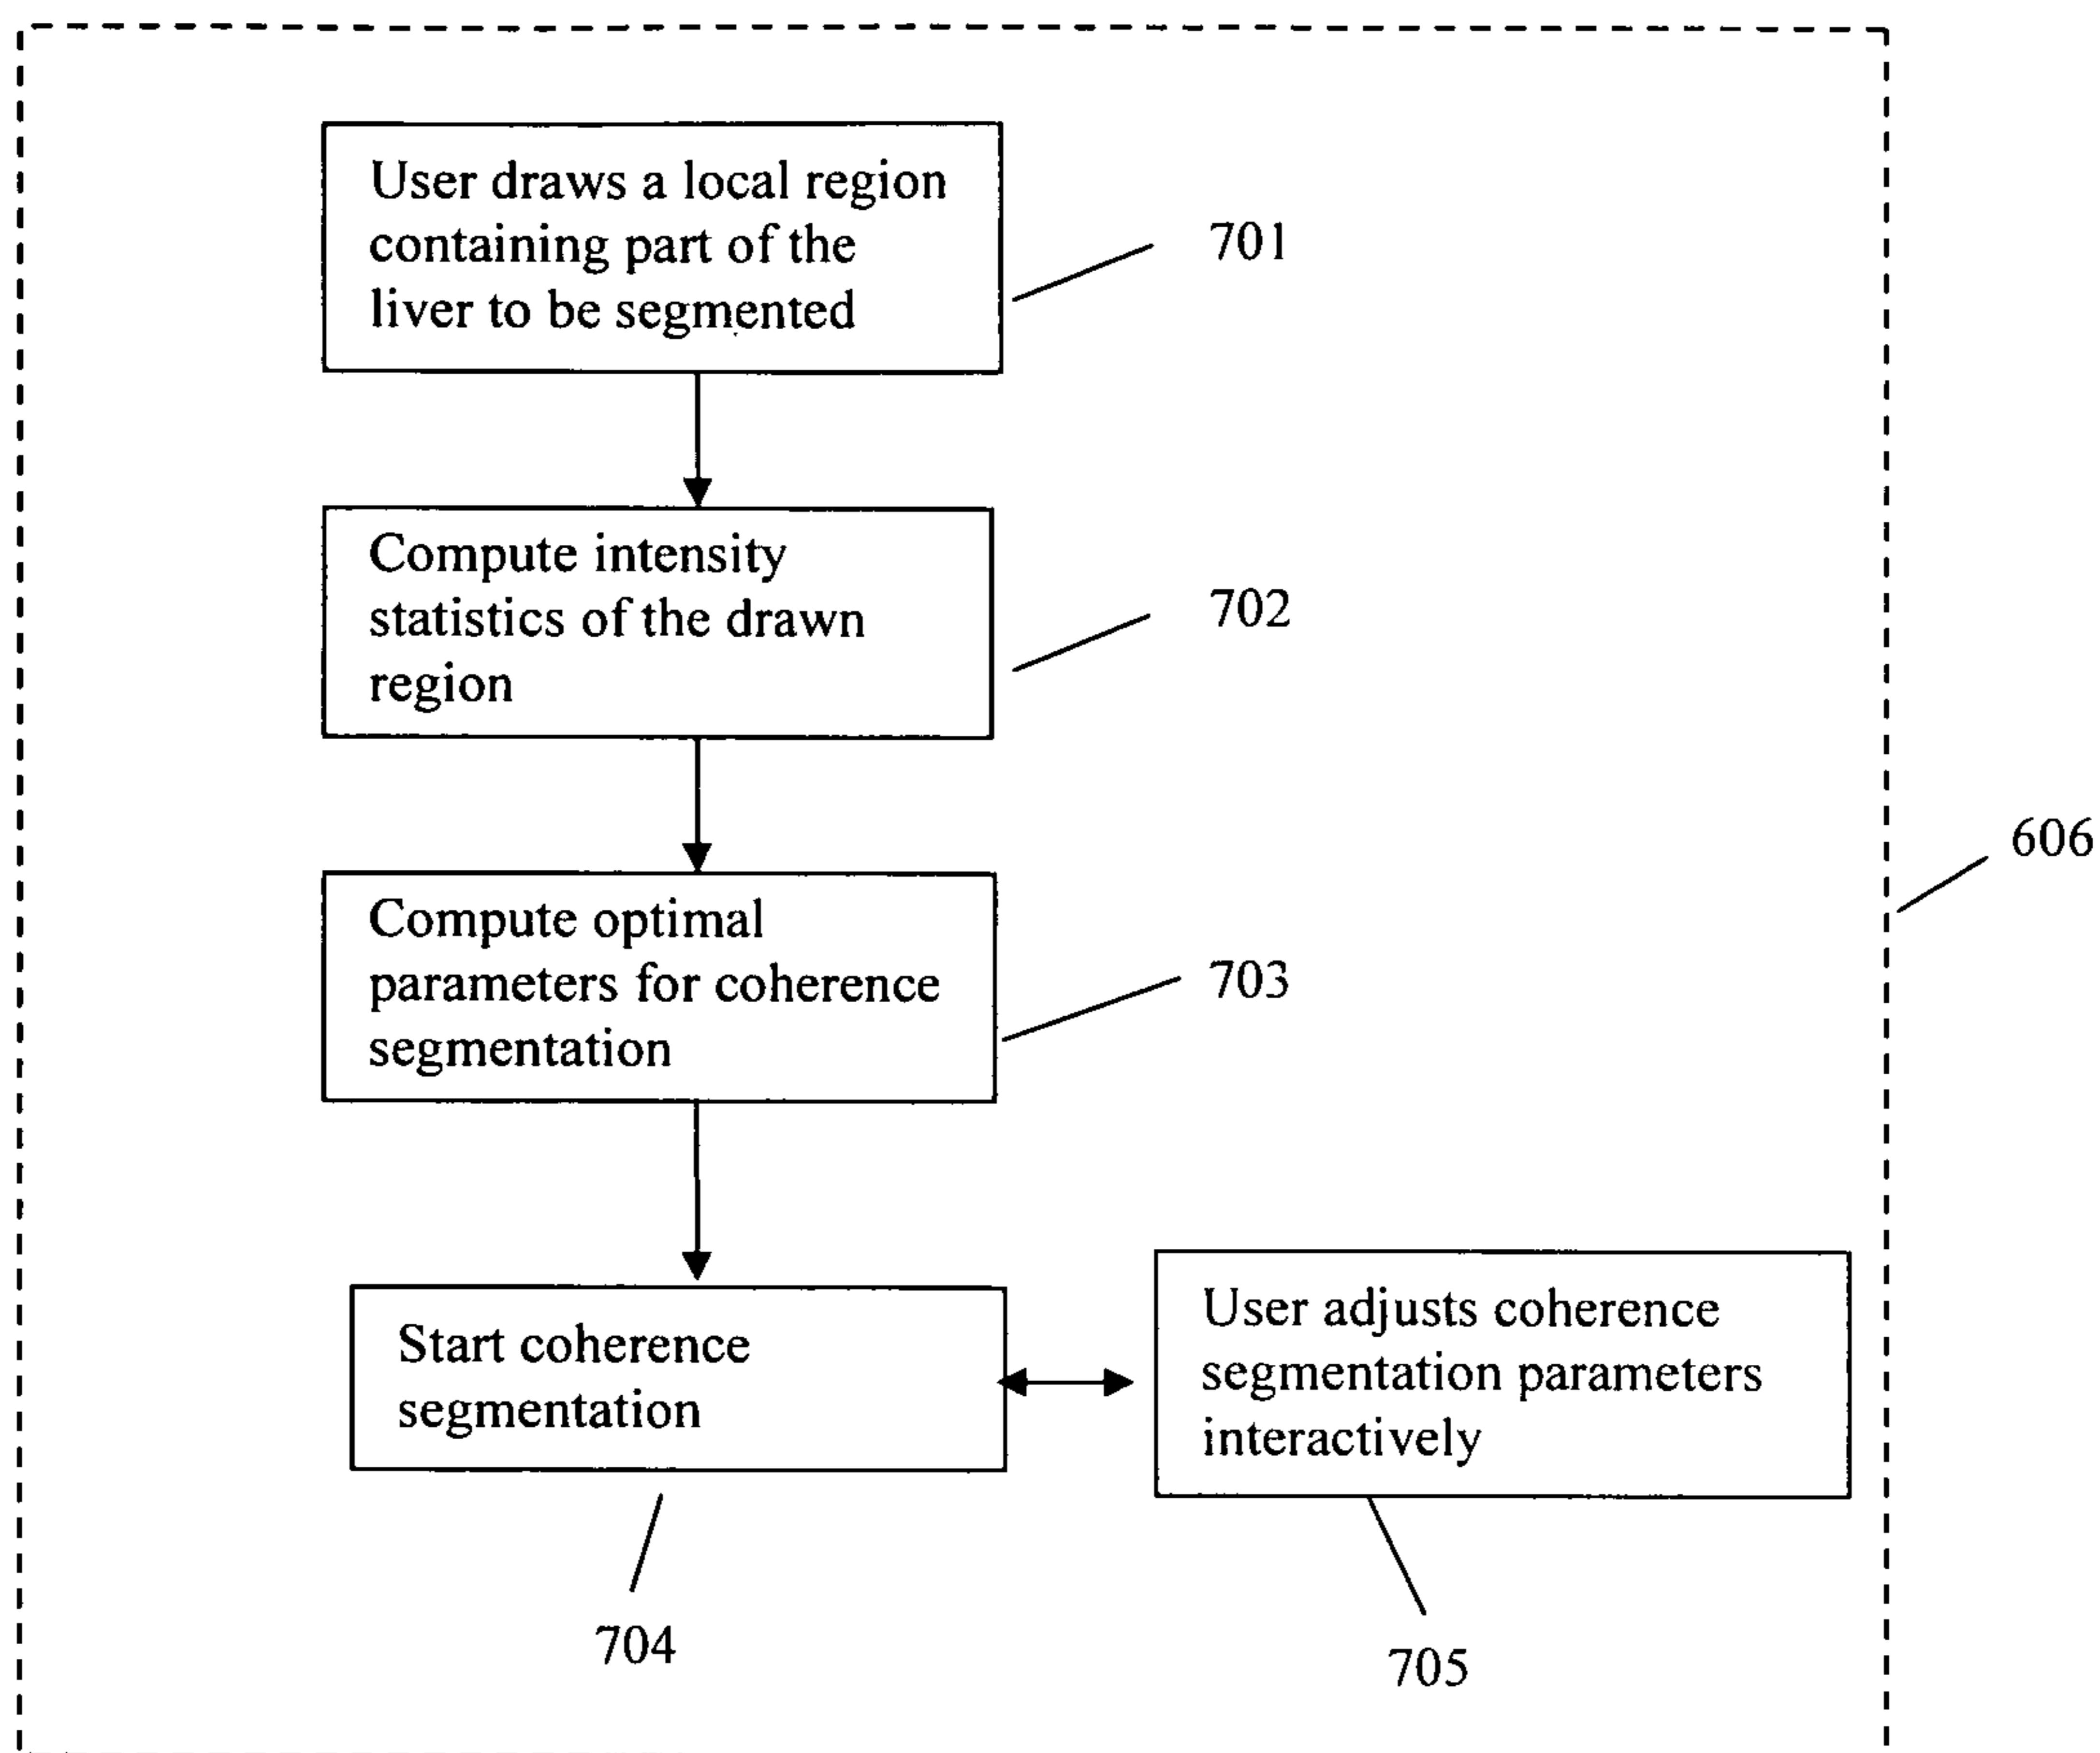 User draws a local region
containing part of the
liver to be segmented
701
Compute intensity
statistics of the drawn
region
702
606
Compute optimal
parameters for coherence
segmentation
703
Start coherence
segmentation
User adjusts coherence
segmentation parameters
interactively
704
705